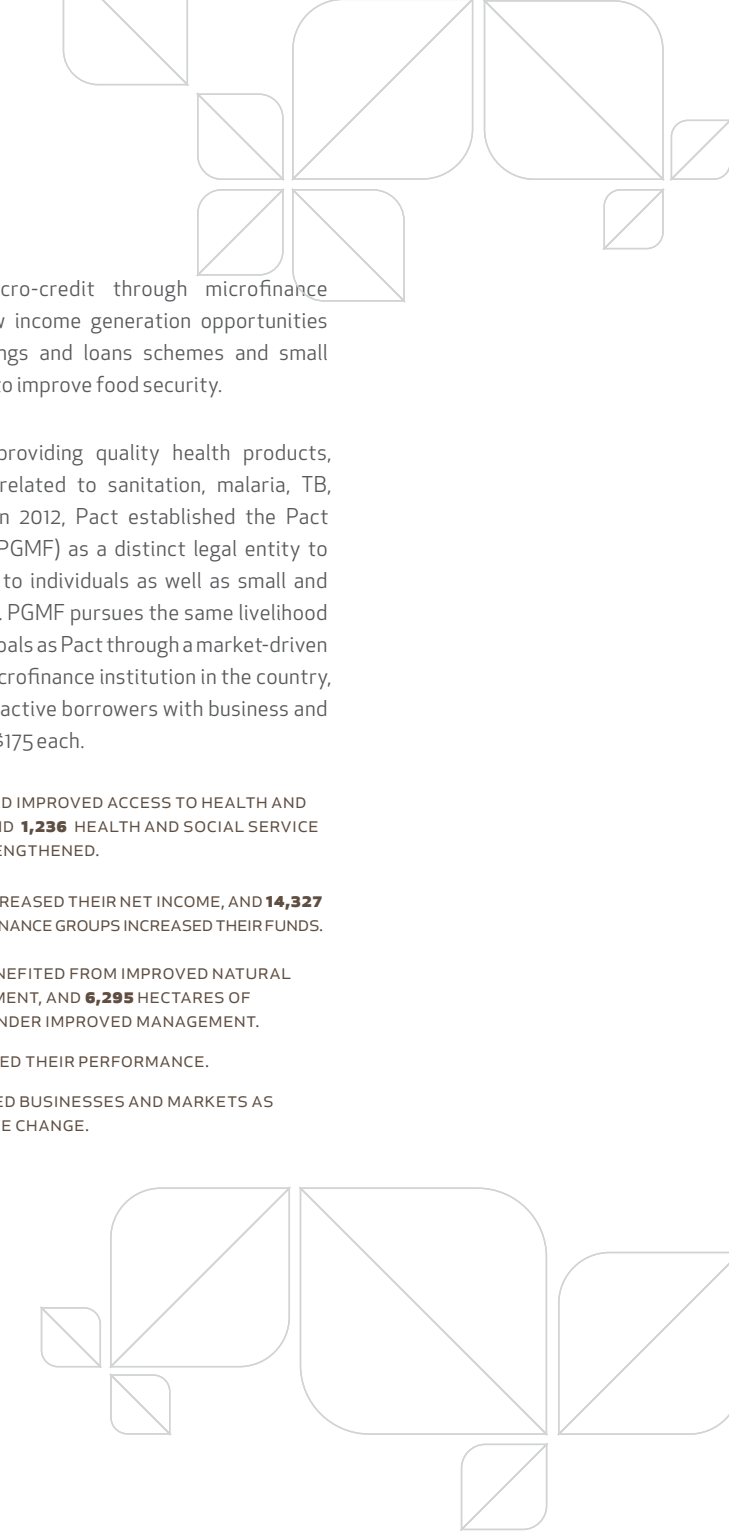 cro-credit through microfinance
income generation opportunities
ngs and loans schemes and small
to improve food security.
providing quality health products,
related to sanitation, malaria, TB,
n 2012, Pact established the Pact
PGMF) as a distinct legal entity to
to individuals as well as small and
. PGMF pursues the same livelihood
oals as Pact through a market-driven
crofinance institution in the country,
active borrowers with business and
$175 each.
D IMPROVED ACCESS TO HEALTH AND
ND 1,236 HEALTH AND SOCIAL SERVICE
ENGTHENED.
REASED THEIR NET INCOME, AND 14,327
NANCE GROUPS INCREASED THEIR FUNDS.
NEFITED FROM IMPROVED NATURAL
MENT, AND 6,295 HECTARES OF
NDER IMPROVED MANAGEMENT.
ED THEIR PERFORMANCE.
ED BUSINESSES AND MARKETS AS
E CHANGE.